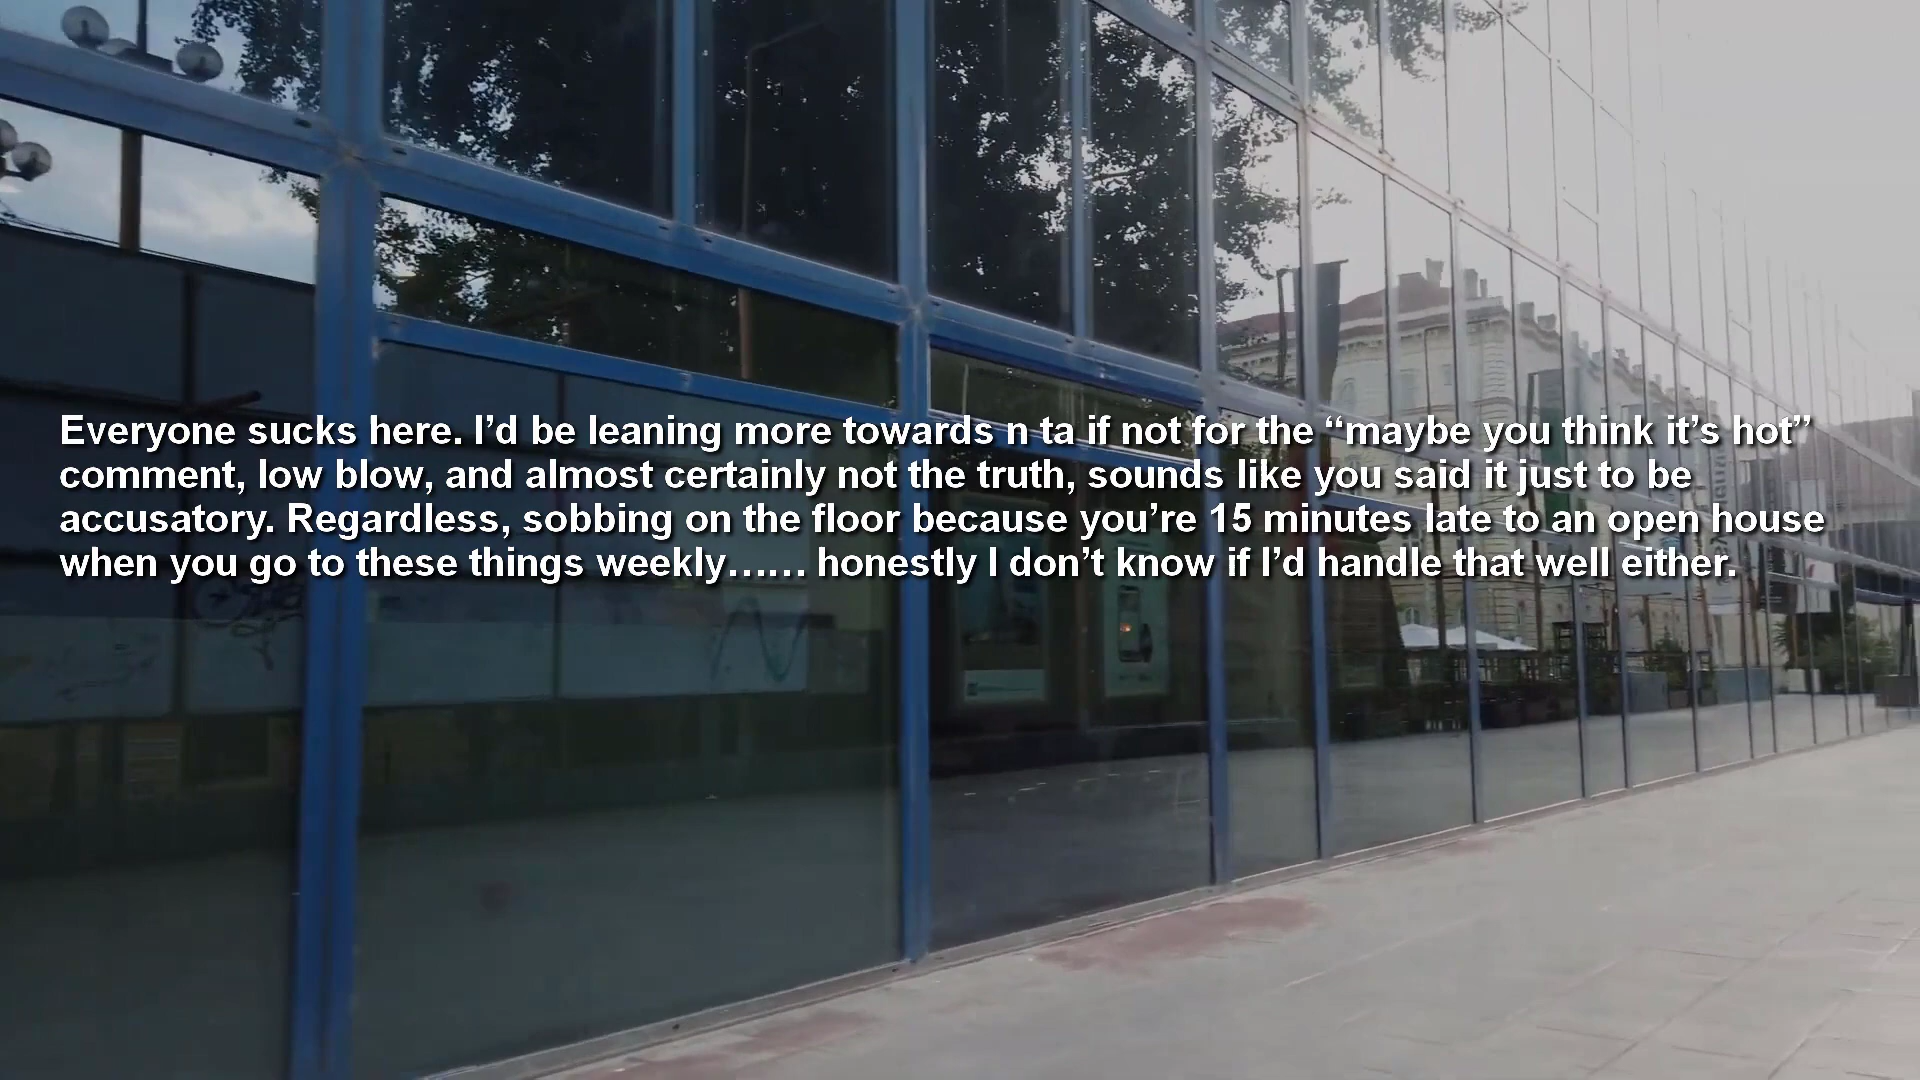 Everyone sucks here. I’d be leaning more towards n ta if not for the “maybe you think it’s hot”
comment, low blow, and almost certainly not the truth, sounds like you said it just to be
accusatory. Regardless, sobbing on the floor because you’re 15 minutes late to an open house
when you go to these things weekly…… honestly I don’t know if I’d handle that well either.